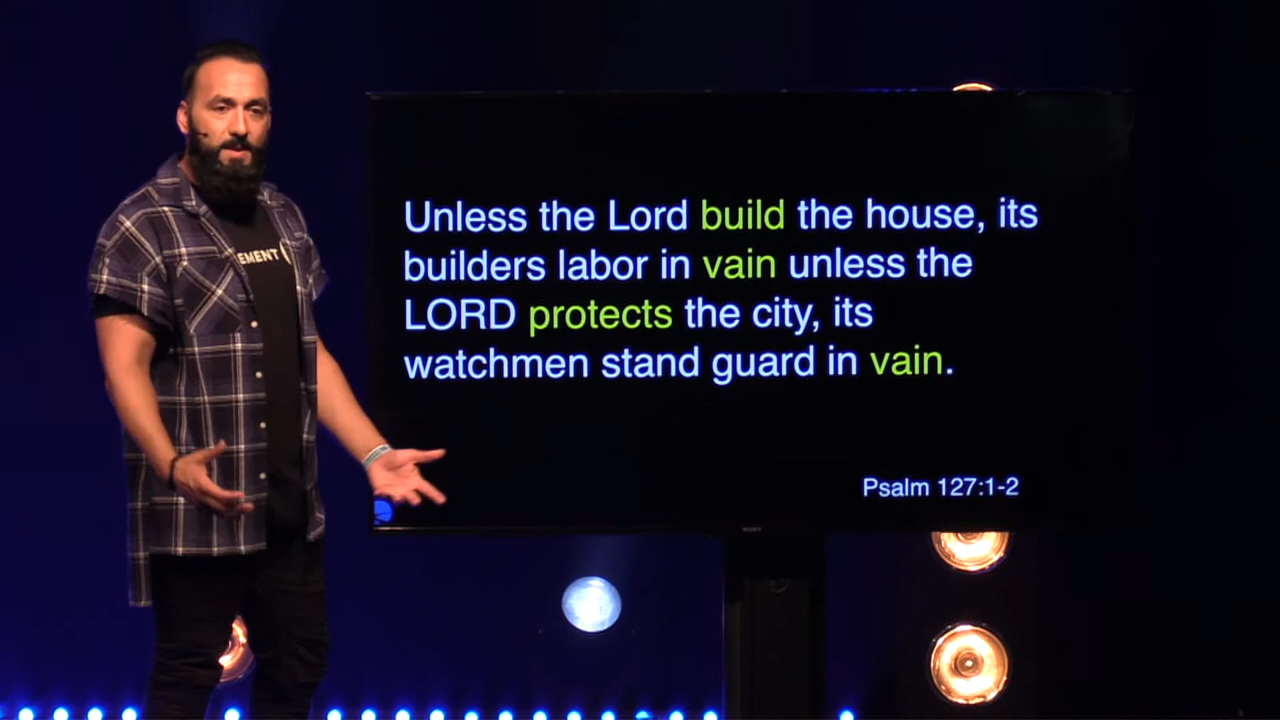 EMENT
Unless the Lord build the house, its
builders labor in vain unless the
LORD protects the city, its
watchmen stand guard in vain.
Psalm 127:1-2
SONY